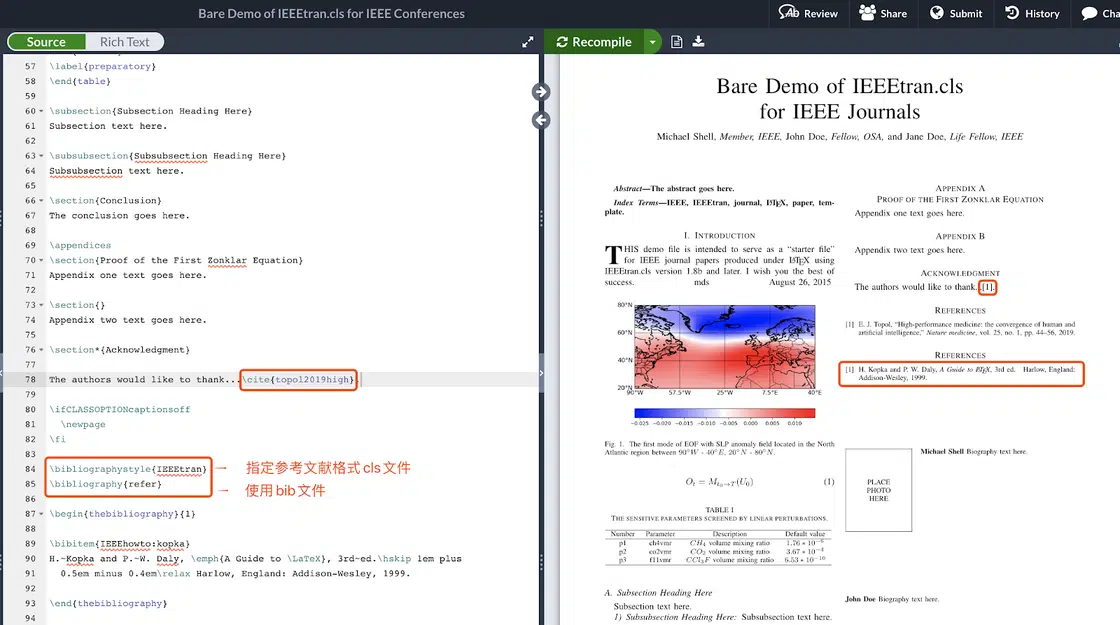 Bare Demo of IEEEtran.cls for IEEE Conferences
Review
Share
Submit
History
Cha
Source
Rich Text
Recompile
57 \label{preparatory}
58 \end{table}
59
60 \subsection{Subsection Heading Here}
61 Subsection text here.
62
63 \subsubsection{Subsubsection Heading Here}
64 Subsubsection text here.
65
66 \section{Conclusion}
67 The conclusion goes here.
68
69 \appendices
70 \section{Proof of the First Zonklar Equation}
71 Appendix one text goes here.
72
73 \section{}
74 Appendix two text goes here.
75
76 \section*{Acknowledgment}
77
78 The authors would like to thank...\cite{topol2019high}
79
80 \ifCLASSOPTIONcaptionsoff
81 \newpage
82 \fi
83
84 \bibliographystyle{IEEEtran}
指定参考文献格式 cls 文件
85 \bibliography{refer}
使用 bib 文件
86
87 \begin{thebibliography}{1}
88
89 \bibitem{IEEEhowto:kopka}
90 H.~Kopka and P.~W. Daly, \emph{A Guide to \LaTeX}, 3rd~ed.\hskip 1em plus
91 0.5em minus 0.4em\relax Harlow, England: Addison-Wesley, 1999.
92
93 \end{thebibliography}
94
Bare Demo of IEEEtran.cls
for IEEE Journals
Michael Shell, Member, IEEE, John Doe, Fellow, OSA, and Jane Doe, Life Fellow, IEEE
Abstract—The abstract goes here.
Index Terms—IEEE, IEEEtran, journal, LATEX, paper, tem-
plate.
I. INTRODUCTION
THIS demo file is intended to serve as a “starter file”
for IEEE journal papers produced under LATEX using
IEEEtran.cls version 1.8b and later. I wish you the best of
success. mds August 26, 2015
80°N
60°N
40°N
20°N
90°W 57.5°W 25°W 7.5°E 40°E
-0.025 -0.020 -0.015 -0.010 -0.005 0.000 0.005 0.010
Fig. 1. The first mode of EOF with SLP anomaly field located in the North
Atlantic region between 90°W - 40°E, 20°N - 80°N.
(1)
TABLE I
THE SENSITIVE PARAMETERS SCREENED BY LINEAR PERTURBATIONS.
Number Parameter Description Default value
p1 ch4vmr CH4 volume mixing ratio 1.76 * 10⁻⁶
p2 co2vmr CO2 volume mixing ratio 3.67 * 10⁻⁴
p3 f11vmr CCl3F volume mixing ratio 6.53 * 10⁻¹⁰
A. Subsection Heading Here
Subsection text here.
1) Subsubsection Heading Here: Subsubsection text here.
APPENDIX A
PROOF OF THE FIRST ZONKLAR EQUATION
Appendix one text goes here.
APPENDIX B
Appendix two text goes here.
ACKNOWLEDGMENT
The authors would like to thank...[1].
REFERENCES
[1] E. J. Topol, “High-performance medicine: the convergence of human and
artificial intelligence,” Nature medicine, vol. 25, no. 1, pp. 44–56, 2019.
REFERENCES
[1] H. Kopka and P. W. Daly, A Guide to LATEX, 3rd ed. Harlow, England:
Addison-Wesley, 1999.
Michael Shell Biography text here.
PLACE
PHOTO
HERE
John Doe Biography text here.